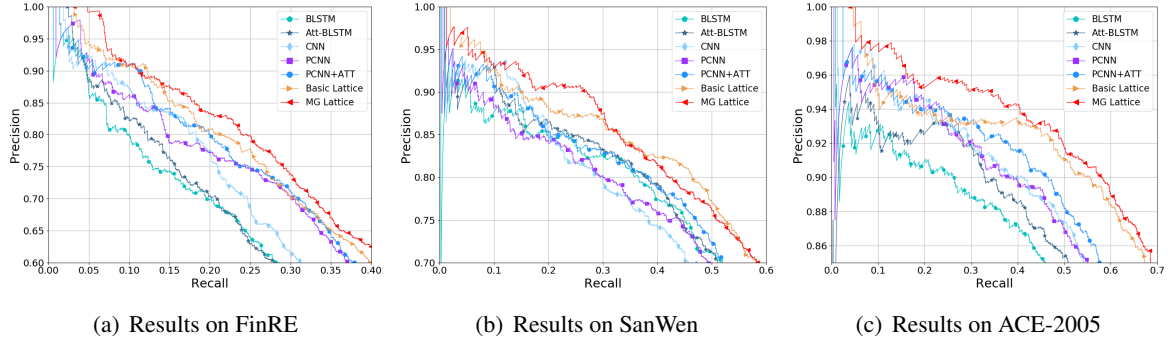 Precision
1.00
0.95
0.90
0.85
0.80
0.75
0.70
0.65
0.60
0.00 0.05 0.10 0.15 0.20 0.25 0.30 0.35 0.40
Recall
BLSTM
Att-BLSTM
CNN
PCNN
PCNN+ATT
Basic Lattice
MG Lattice
(a) Results on FinRE
Precision
1.00
0.95
0.90
0.85
0.80
0.75
0.70
0.0 0.1 0.2 0.3 0.4 0.5 0.6
Recall
BLSTM
Att-BLSTM
CNN
PCNN
PCNN+ATT
Basic Lattice
MG Lattice
(b) Results on SanWen
Precision
1.00
0.98
0.96
0.94
0.92
0.90
0.88
0.86
0.0 0.1 0.2 0.3 0.4 0.5 0.6 0.7
Recall
BLSTM
Att-BLSTM
CNN
PCNN
PCNN+ATT
Basic Lattice
MG Lattice
(c) Results on ACE-2005